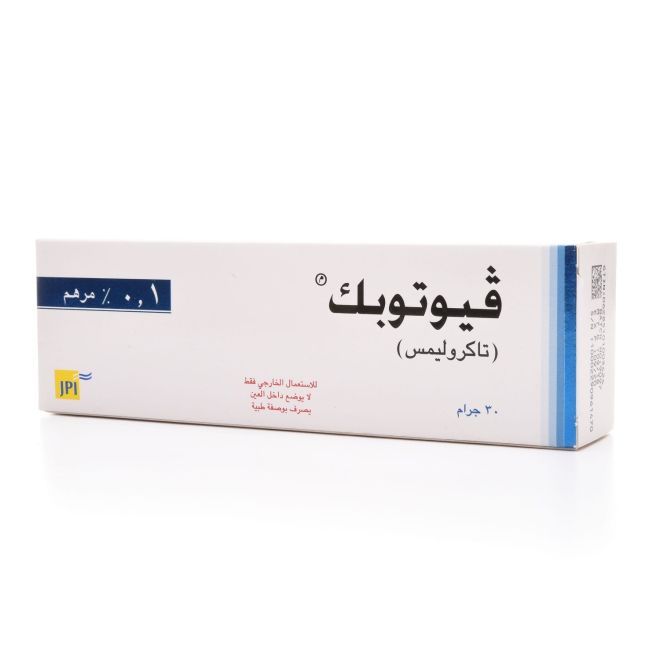 ڤيوتوبك
(تاكروليمس)
٠٫١ ٪ مرهم
للاستعمال الخارجي فقط
لا يوضع داخل العين
يصرف بوصفة طبية
٣٠ جرام
JPI